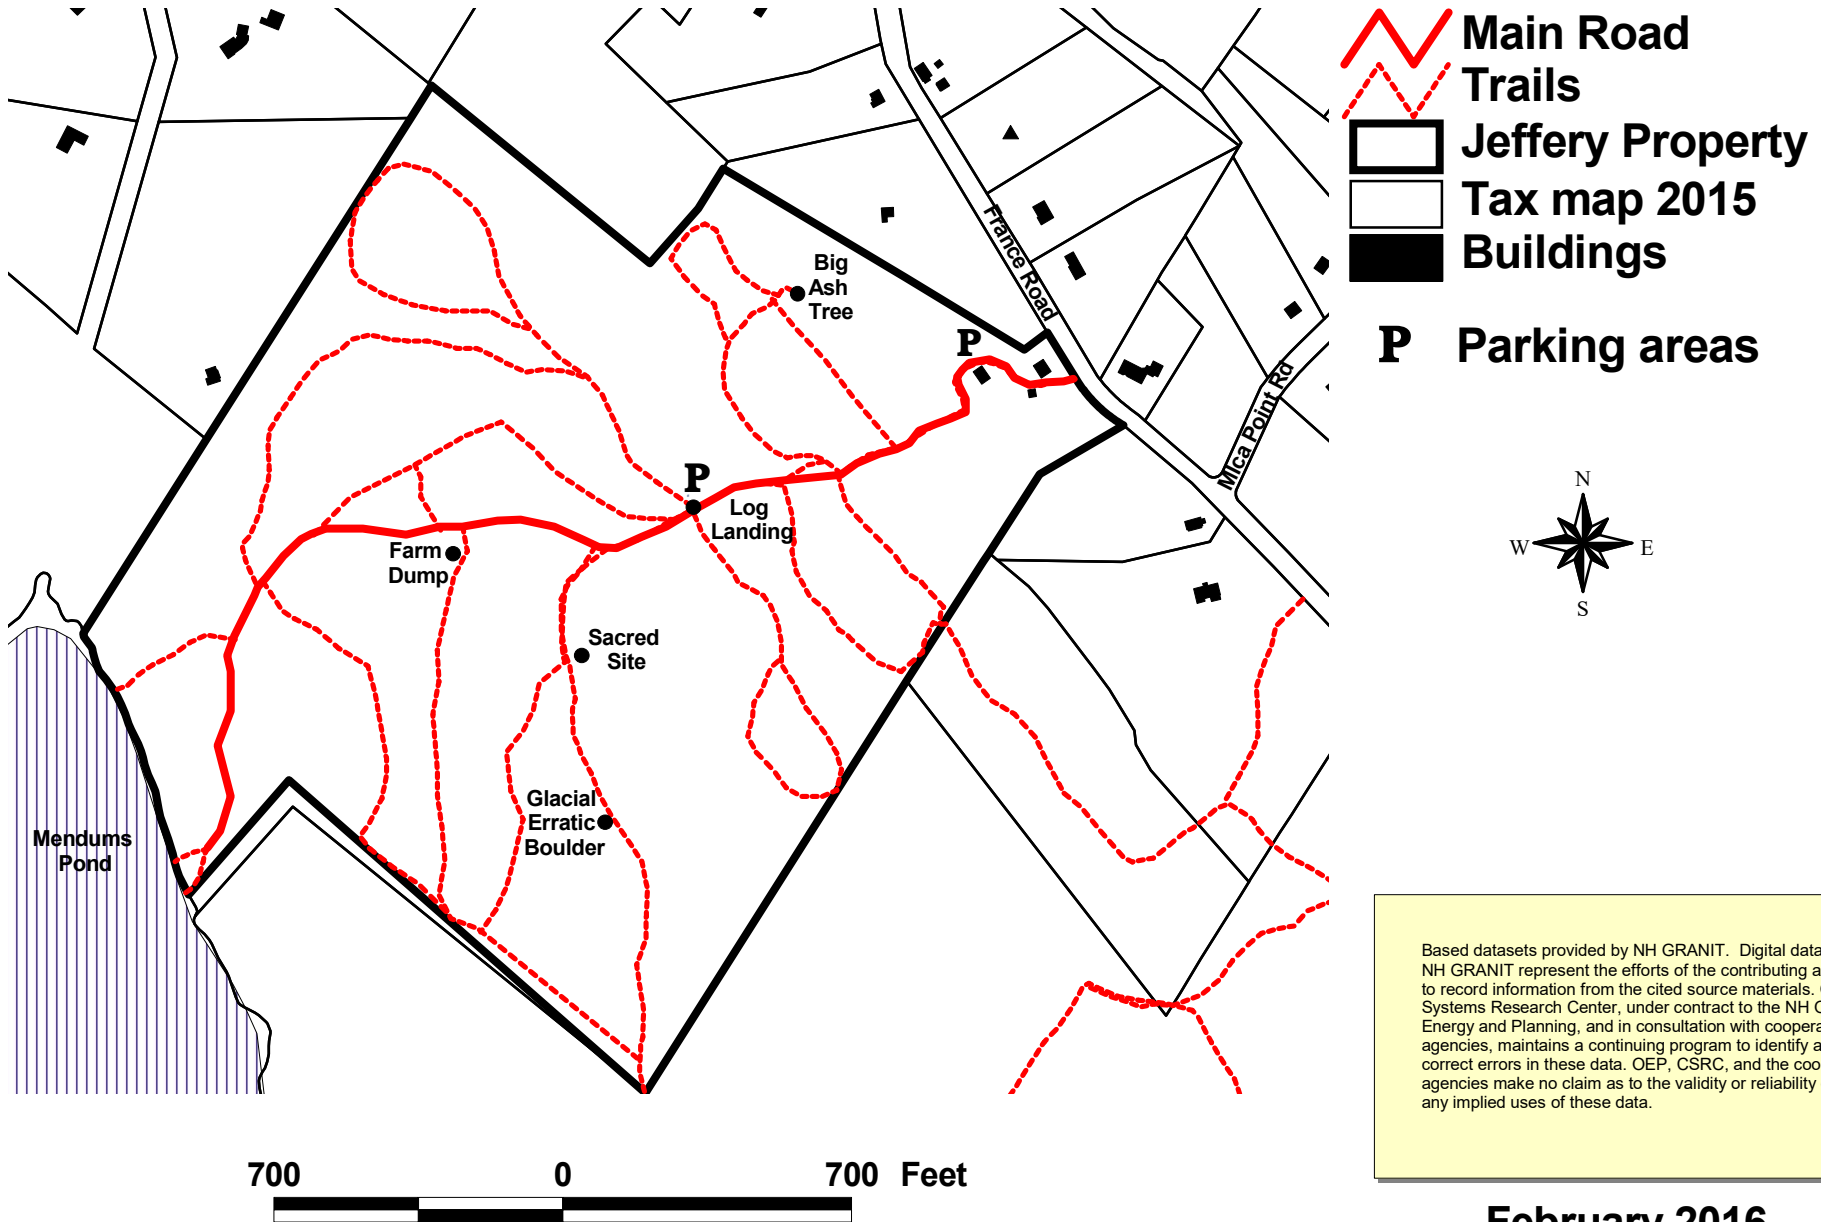 Main Road
Trails
Jeffery Property
Tax map 2015
Buildings
P Parking areas
France Road
Mica Point Rd
Big
Ash
Tree
P
P
Log
Landing
Farm
Dump
Sacred
Site
Glacial
Erratic
Boulder
Mendums
Pond
N
W E
S
Based datasets provided by NH GRANIT. Digital data
NH GRANIT represent the efforts of the contributing a
to record information from the cited source materials.
Systems Research Center, under contract to the NH
Energy and Planning, and in consultation with coopera
agencies, maintains a continuing program to identify a
correct errors in these data. OEP, CSRC, and the coo
agencies make no claim as to the validity or reliability
any implied uses of these data.
700 0 700 Feet
February 2016